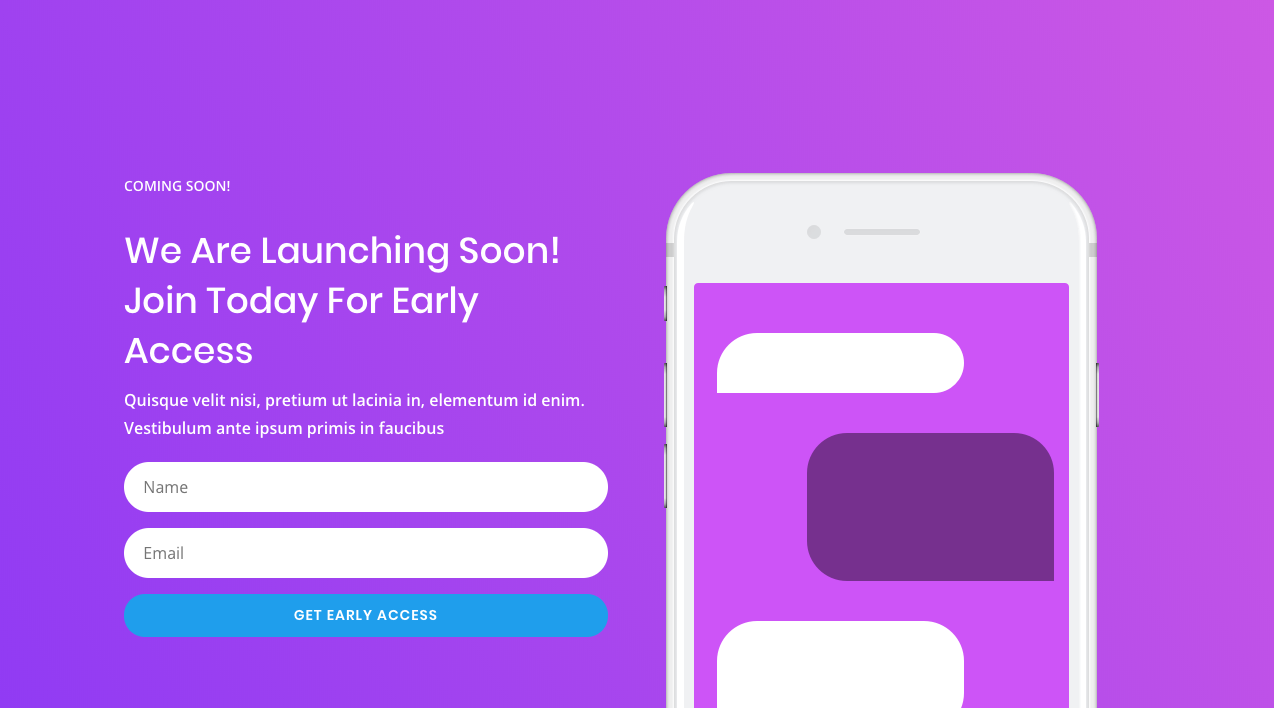 COMING SOON!
We Are Launching Soon!
Join Today For Early
Access
Quisque velit nisi, pretium ut lacinia in, elementum id enim.
Vestibulum ante ipsum primis in faucibus
Name
Email
GET EARLY ACCESS